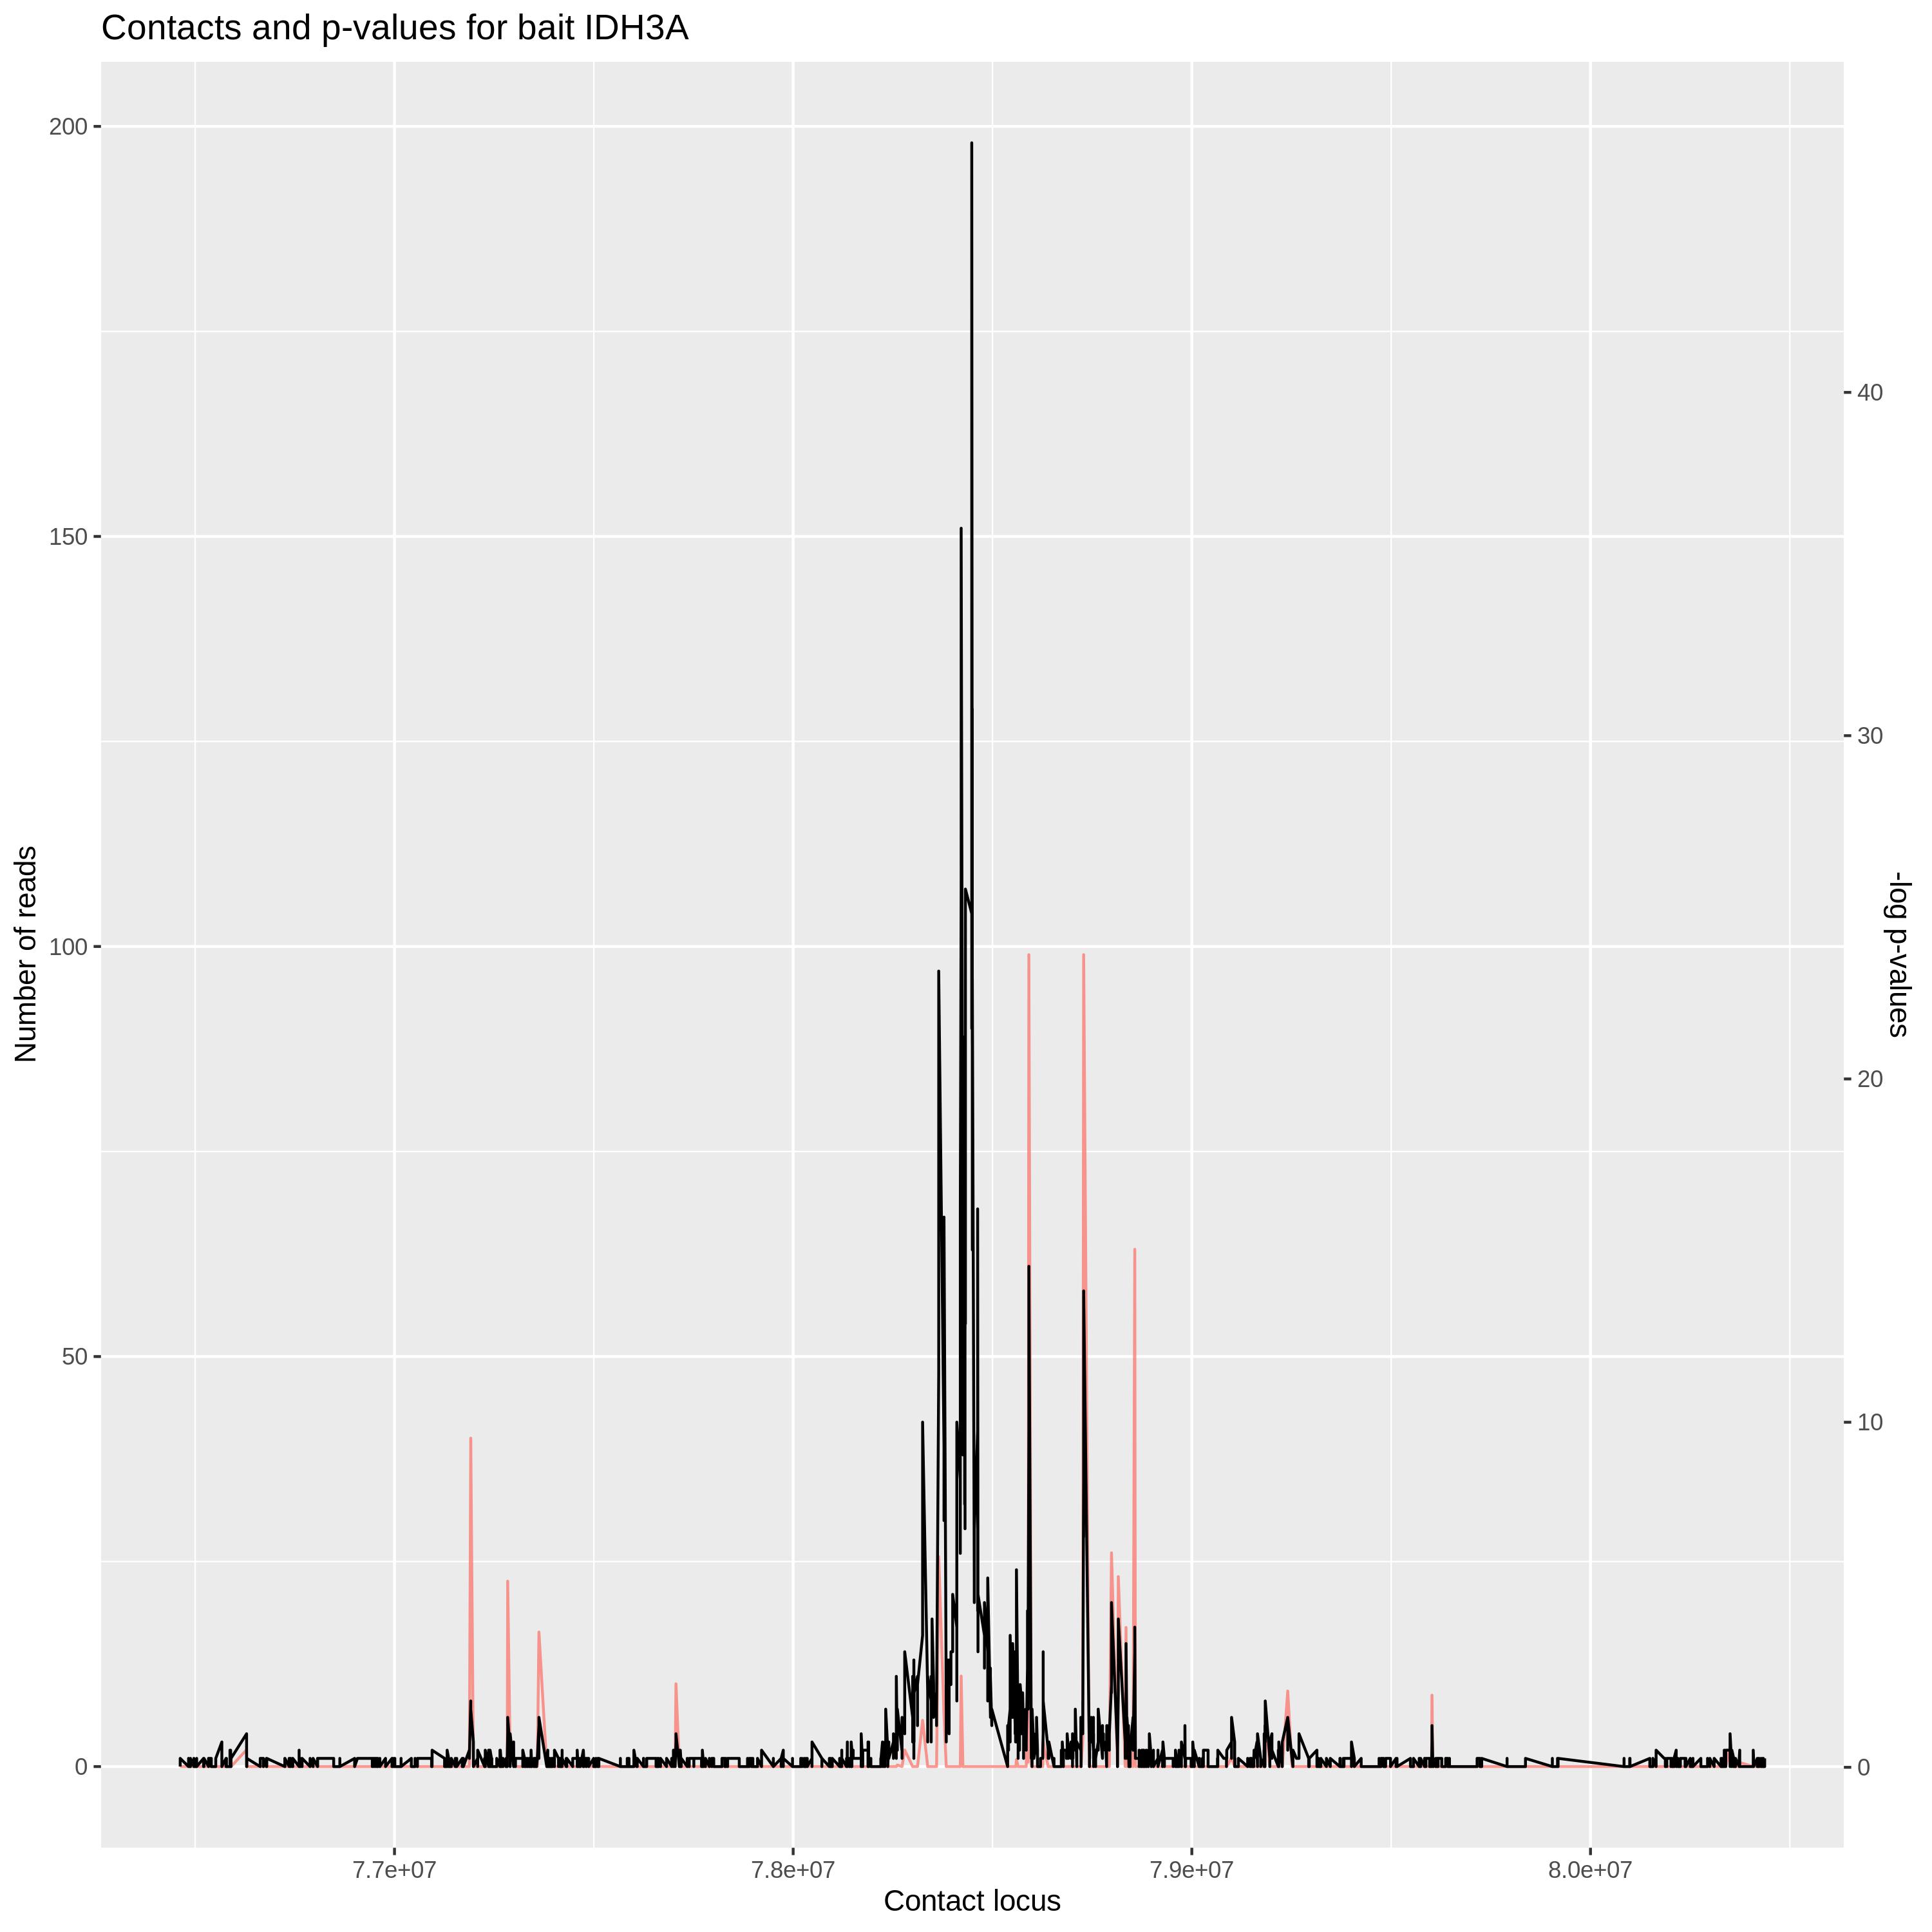 Contacts and p-values for bait IDH3A
200
150
100
50
0
Number of reads
40
30
20
10
0
-log p-values
7.7e+07
7.8e+07
7.9e+07
8.0e+07
Contact locus